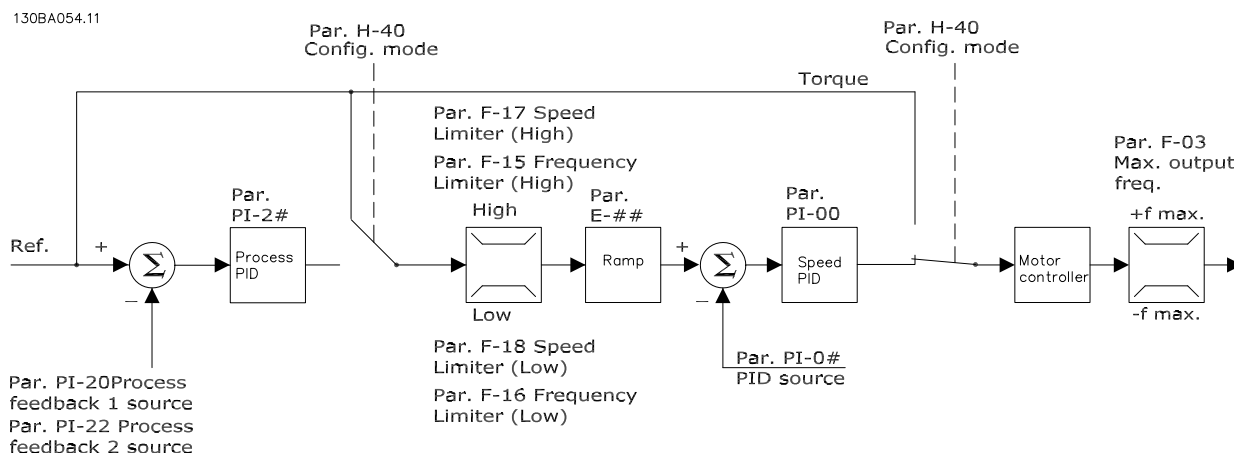 130BA054.11
Par. H-40
Config. mode
Par. H-40
Config. mode
Torque
Par. F-17 Speed
Limiter (High)
Par. F-15 Frequency
Limiter (High)
Par. F-03
Max. output
freq.
Par.
PI-2#
High
Par.
E-##
Par.
PI-00
+f max.
Ref.
+
Σ
Process
PID
Ramp
+
Σ
Speed
PID
Motor
controller
−
−
Low
-f max.
Par. F-18 Speed
Limiter (Low)
Par. F-16 Frequency
Limiter (Low)
Par. PI-0#
PID source
Par. PI-20Process
feedback 1 source
Par. PI-22 Process
feedback 2 source